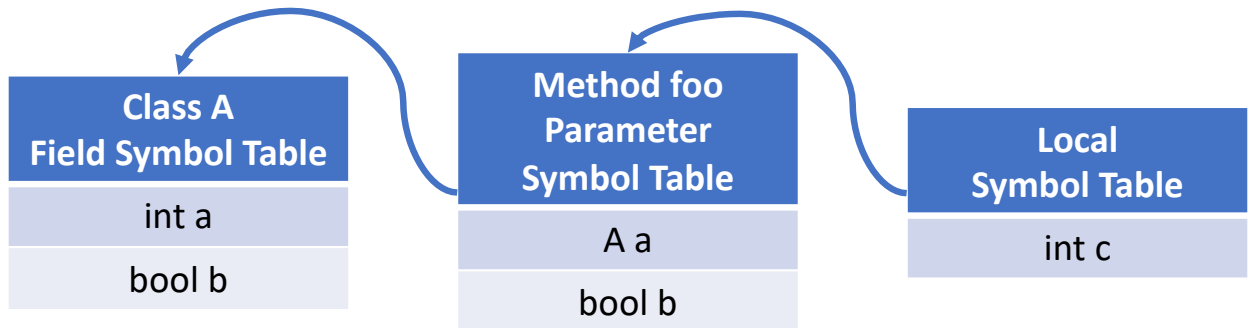 Class A
Field Symbol Table
int a
bool b
Method foo
Parameter
Symbol Table
A a
bool b
Local
Symbol Table
int c